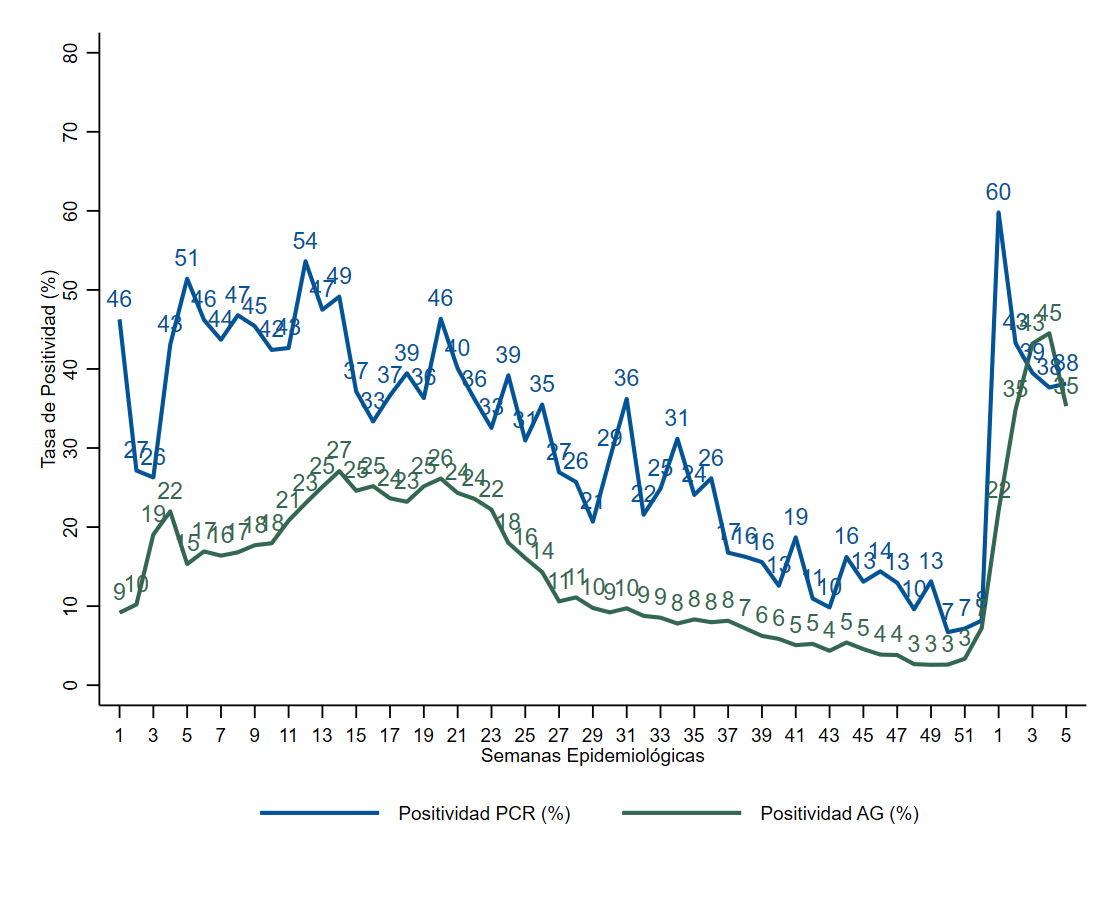 80
70
60
50
40
30
20
10
0
Tasa de Positividad (%)
46 27 26 43 51 46 44 47 45 42 43 54 47 49 37 33 37 39 36 46 40 36 33 39 31 35 27 26 21 29 36 22 25 31 24 26 17 16 16 13 19 11 10 16 13 14 13 10 13 7 7 8 60 43 39 38 38
9 10 19 22 15 17 16 17 18 18 21 23 25 27 25 25 24 23 25 26 24 24 22 18 16 14 11 11 10 9 10 9 9 8 8 8 8 7 6 6 5 5 4 5 5 4 4 3 3 3 3 22 35 43 45 35
1 3 5 7 9 11 13 15 17 19 21 23 25 27 29 31 33 35 37 39 41 43 45 47 49 51 1 3 5
Semanas Epidemiológicas
Positividad PCR (%) Positividad AG (%)